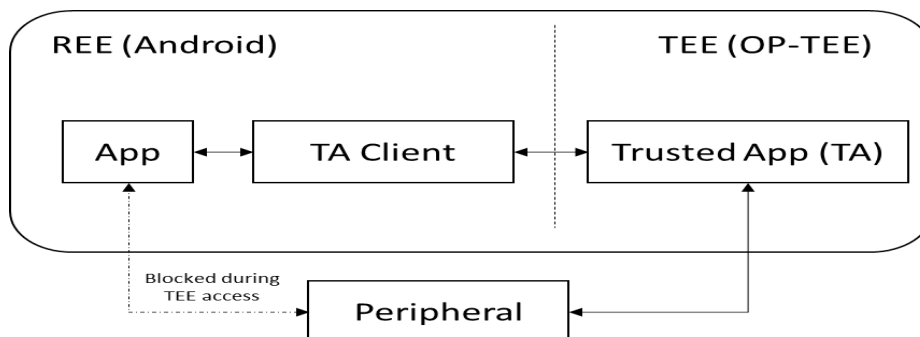 REE (Android)
TEE (OP-TEE)
App
TA Client
Trusted App (TA)
Blocked during
TEE access
Peripheral